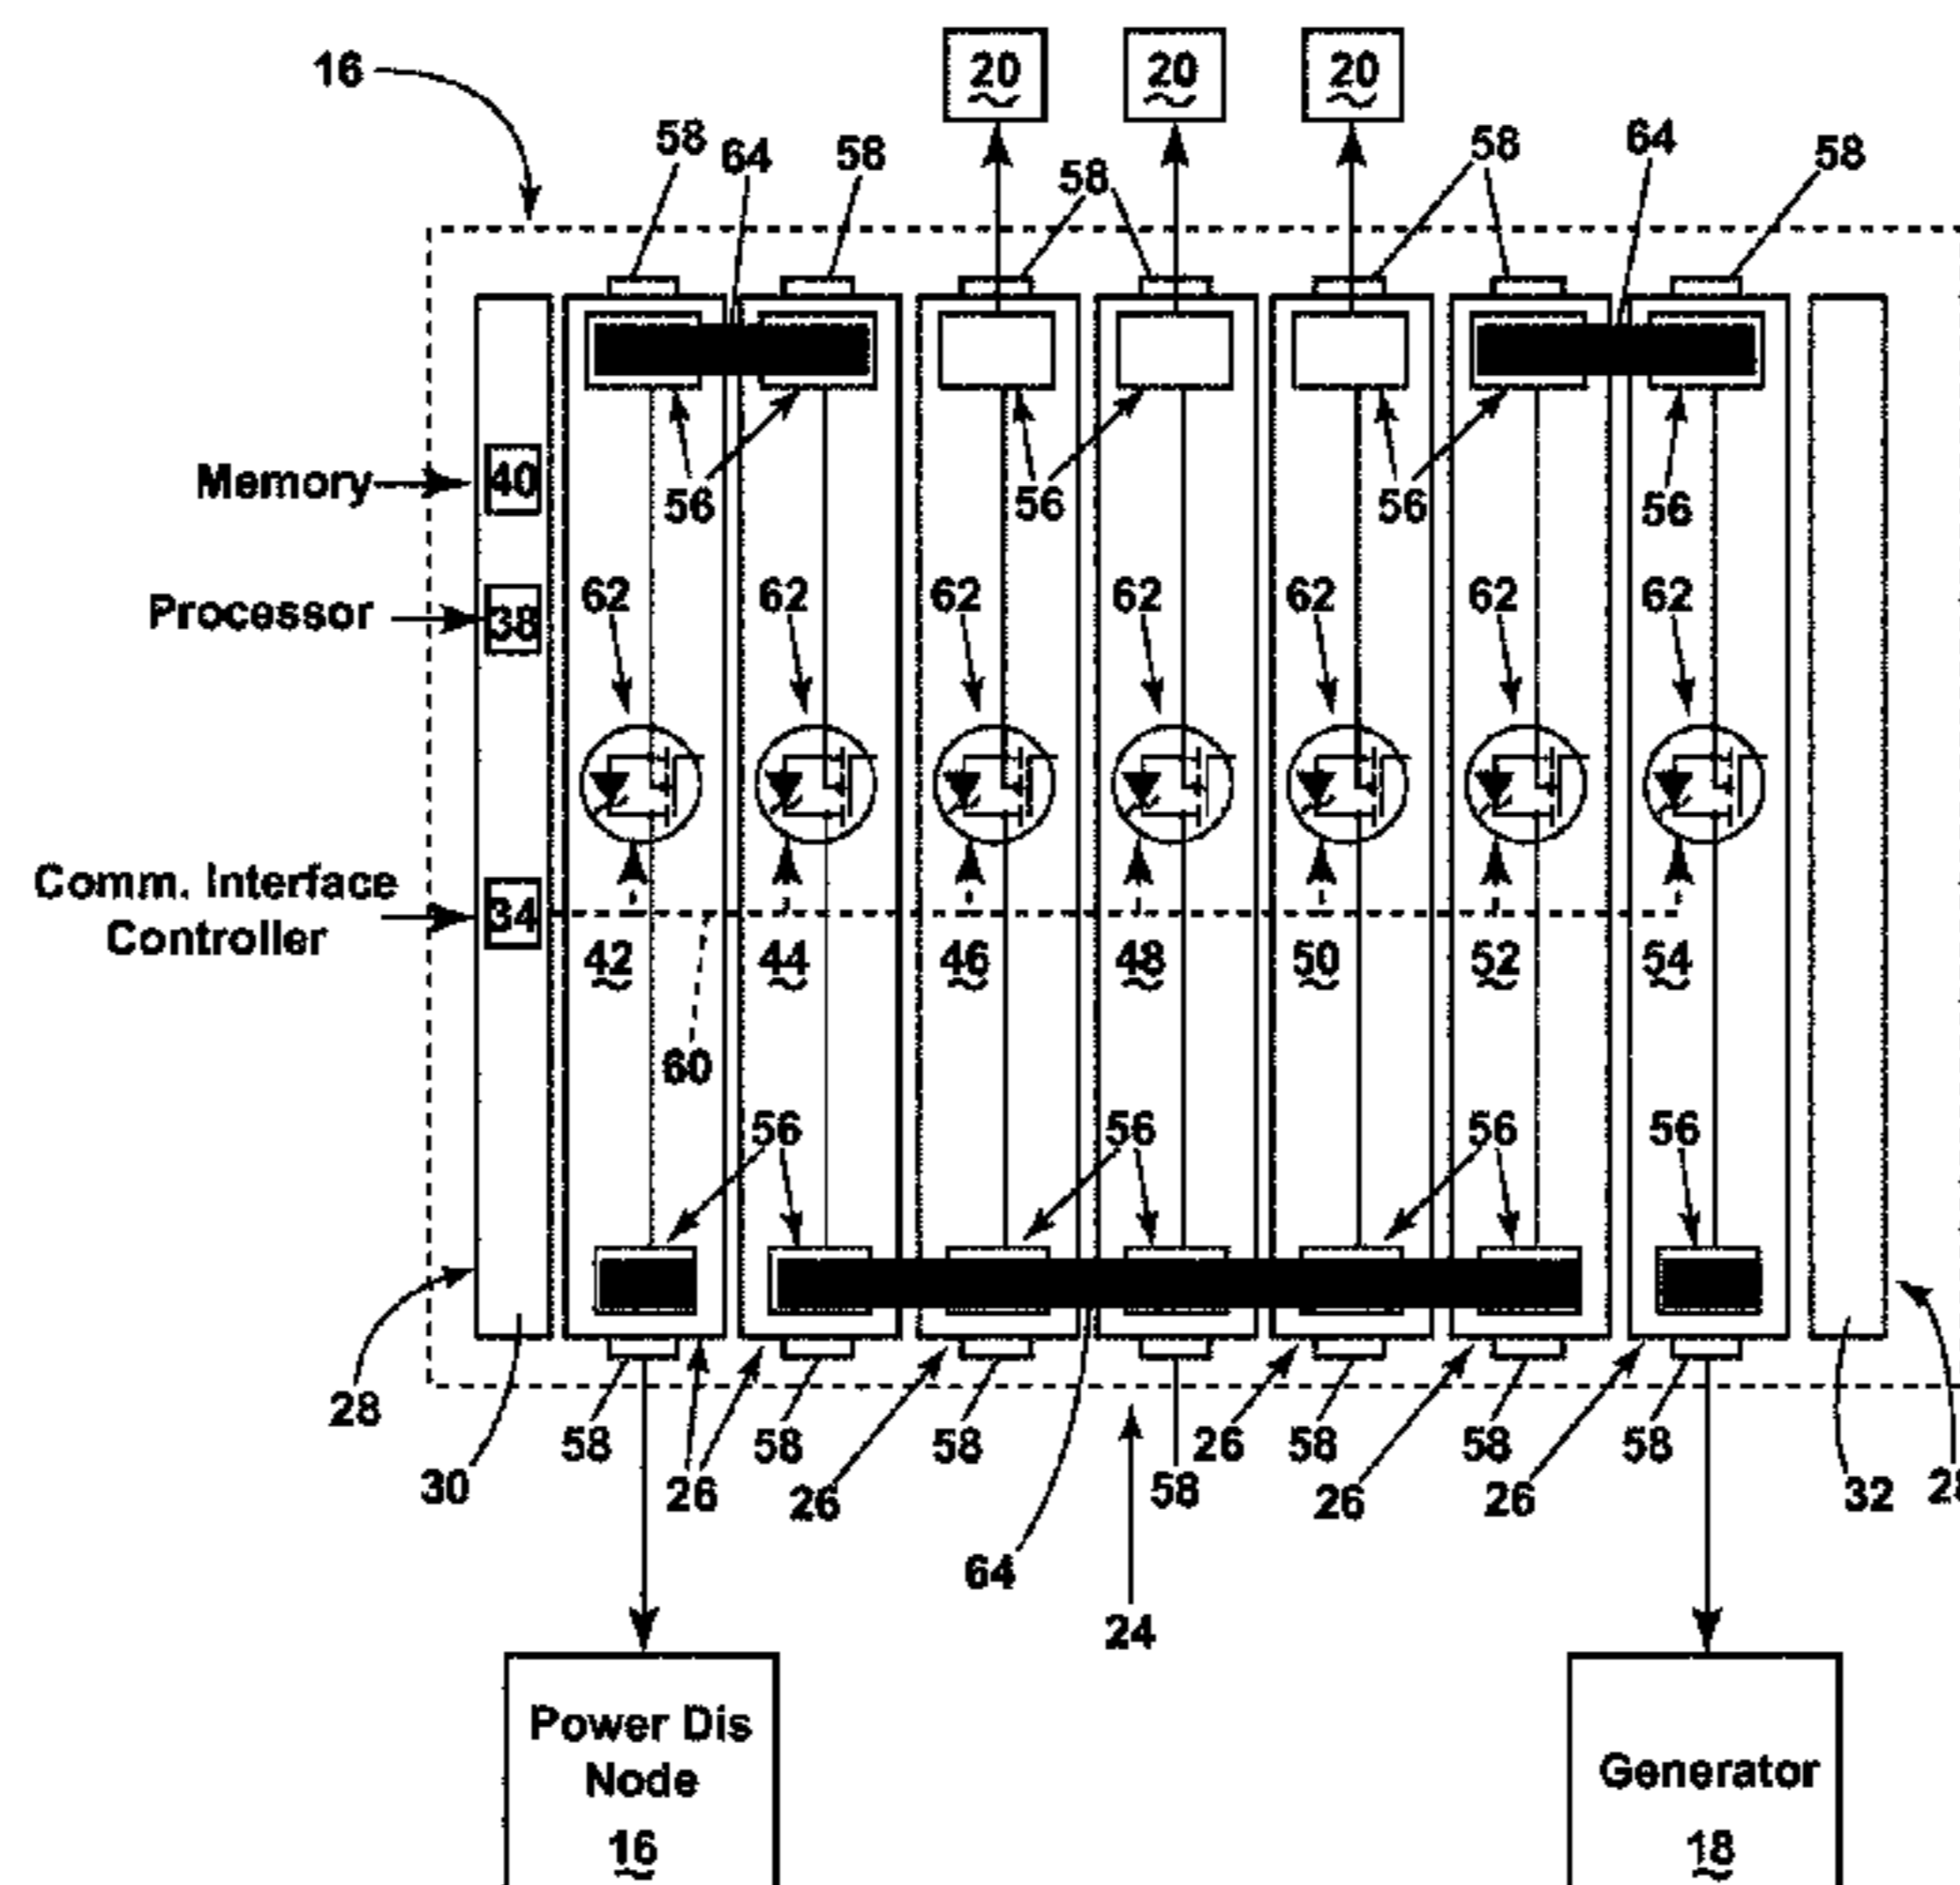 20 20 20
16
58 64 58 58 58 64 58
Memory 40
56 56 56 56
Processor 38
62 62 62 62 62 62 62
Comm. Interface
Controller
34
42 44 46 48 50 52 54
60
56 56 56 56
28
58 58 58 26 58 58 58
30 26 26 58 26 26 32
64
24
Power Dis
Node
16
Generator
18